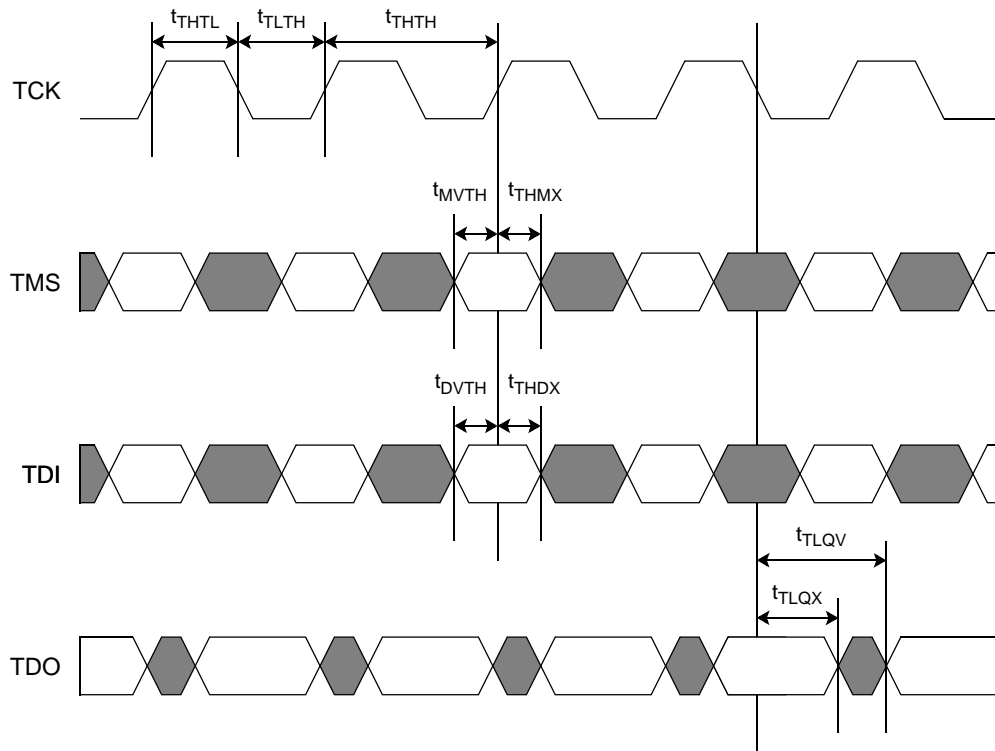 tTHTL tTLTH tTHTH
TCK
tMVTH tTHMX
TMS
tDVTH tTHDX
TDI
tTLQV
tTLQX
TDO